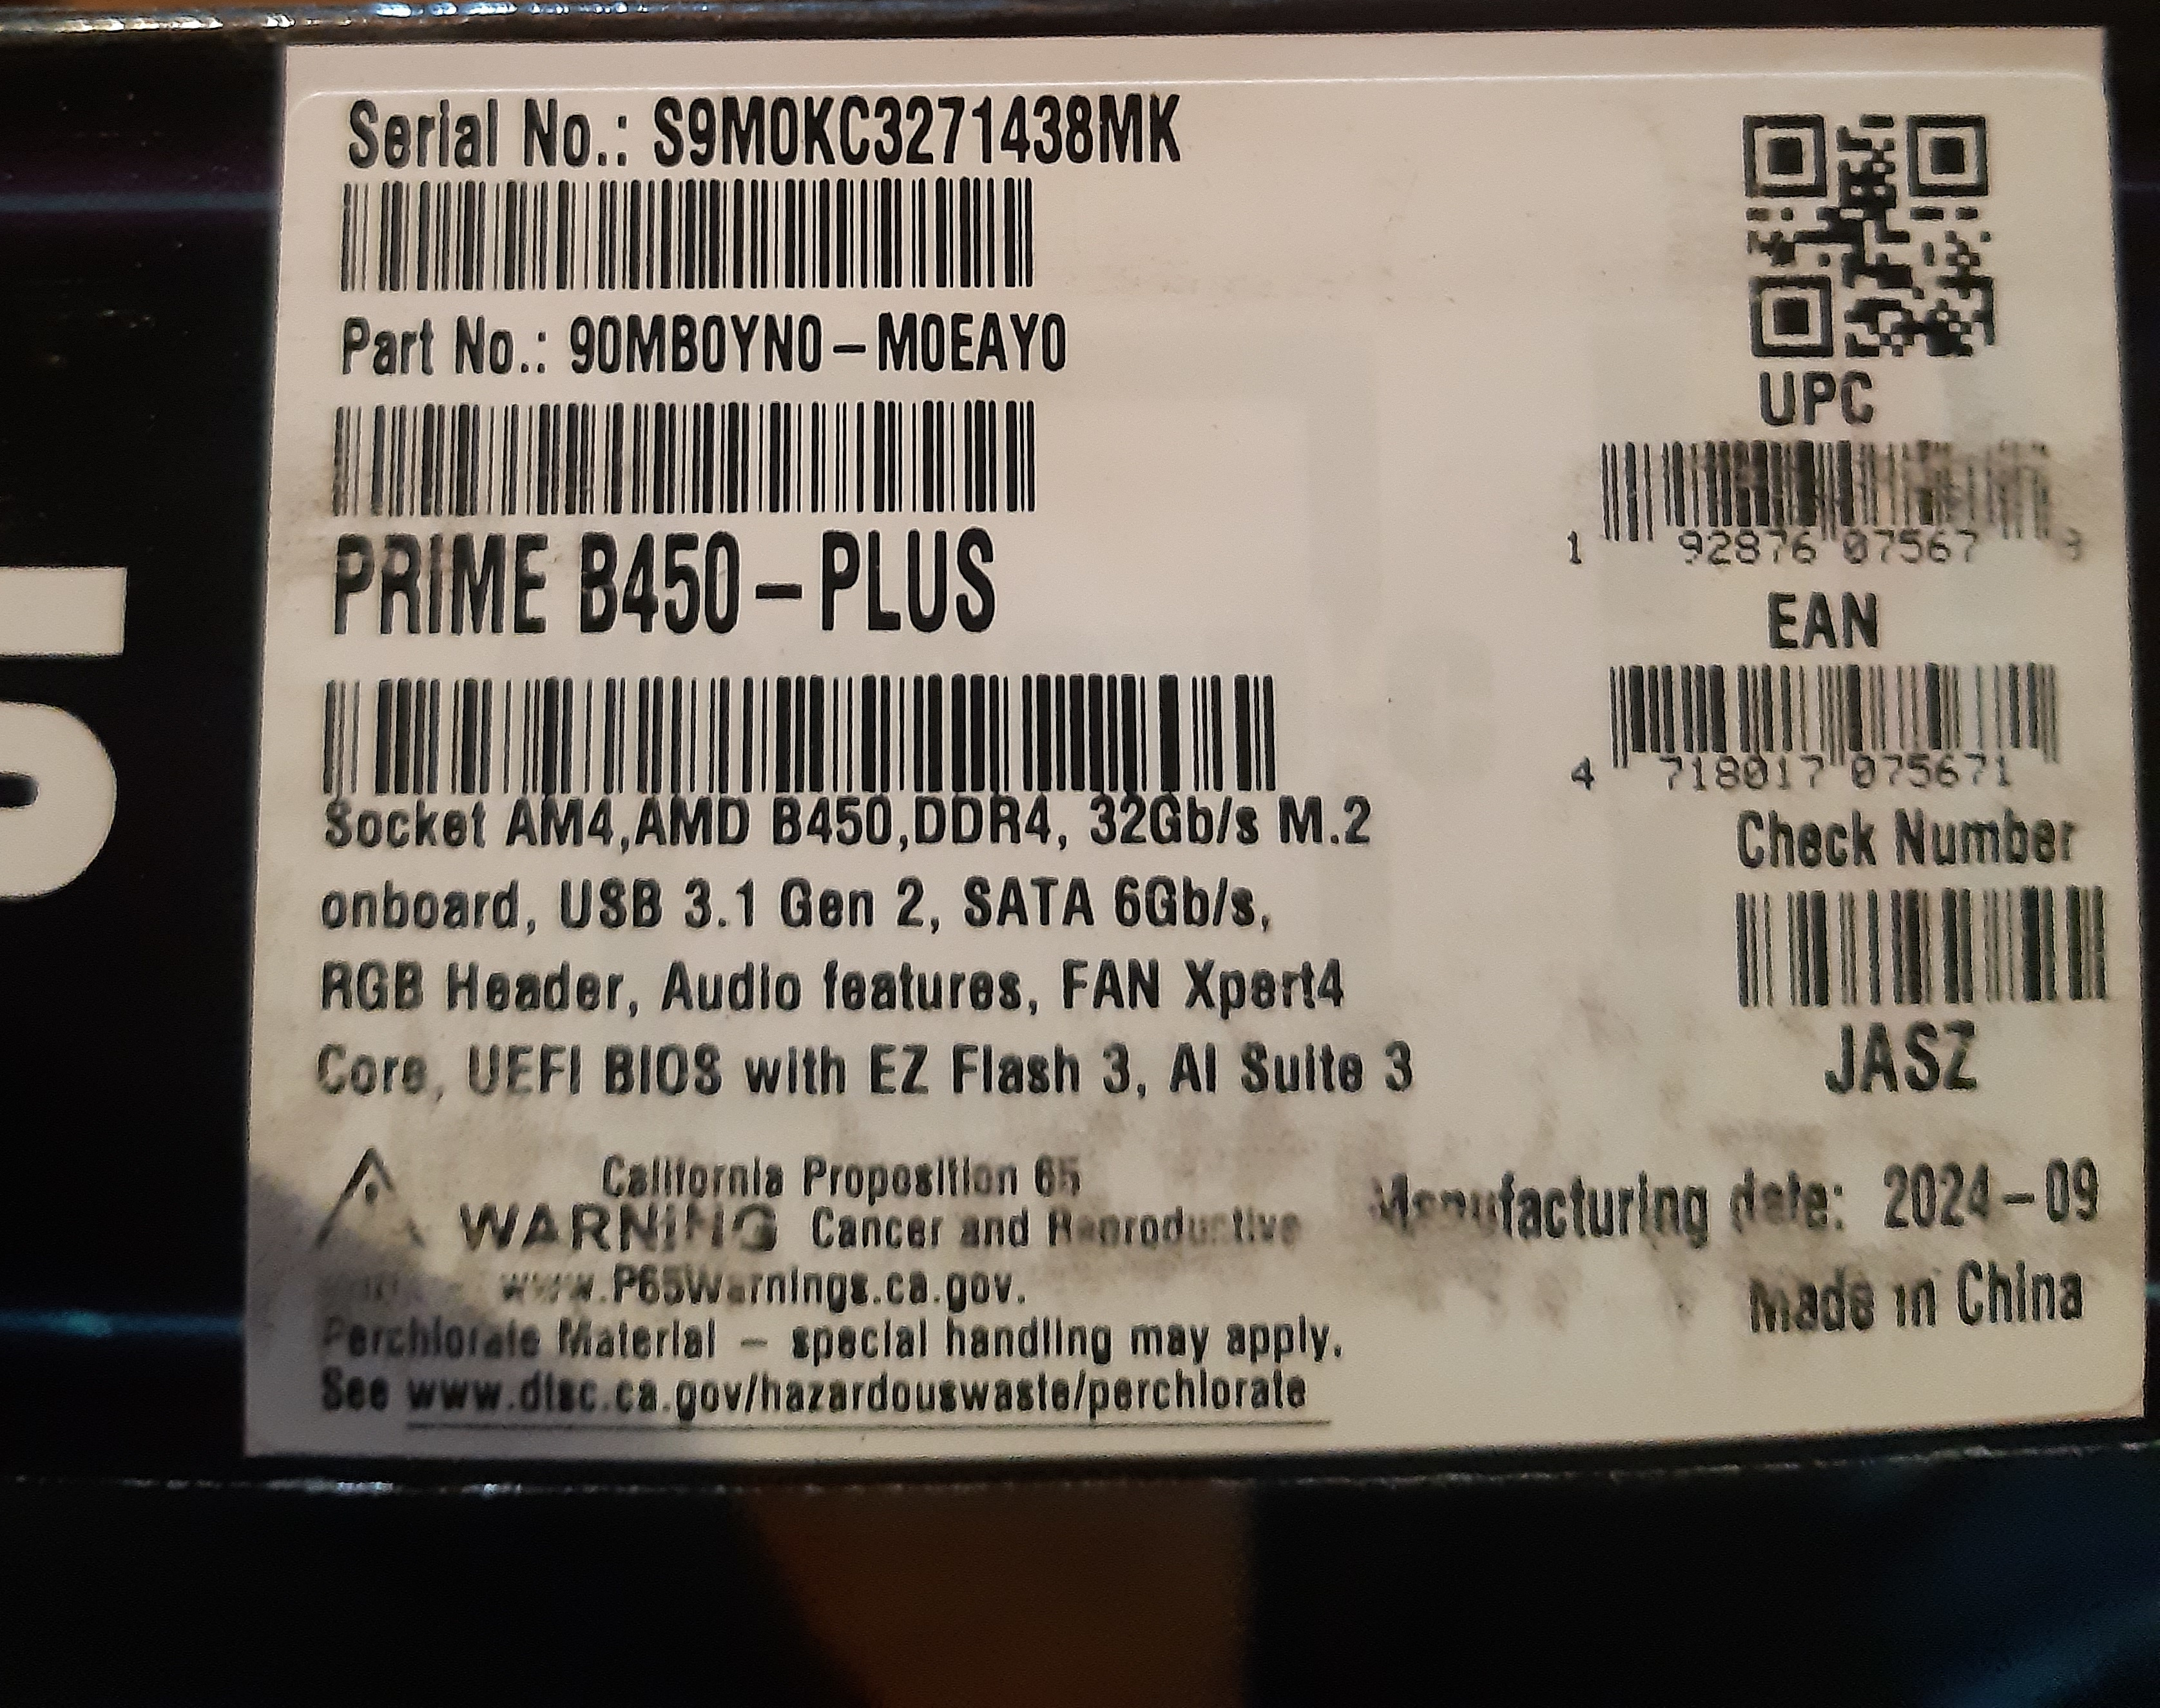 Serial No.: S9M0KC3271438MK
Part No.: 90MB0YN0-M0EAY0
PRIME B450-PLUS
Socket AM4,AMD B450,DDR4, 32Gb/s M.2
onboard, USB 3.1 Gen 2, SATA 6Gb/s,
RGB Header, Audio features, FAN Xpert4
Core, UEFI BIOS with EZ Flash 3, AI Suite 3
California Proposition 65
WARNING Cancer and Reproductive
www.P65Warnings.ca.gov.
Perchlorate Material - special handling may apply.
See www.dtsc.ca.gov/hazardouswaste/perchlorate
UPC
1 92876 07567
EAN
4 718017 075671
Check Number
JASZ
Manufacturing date: 2024-09
Made in China